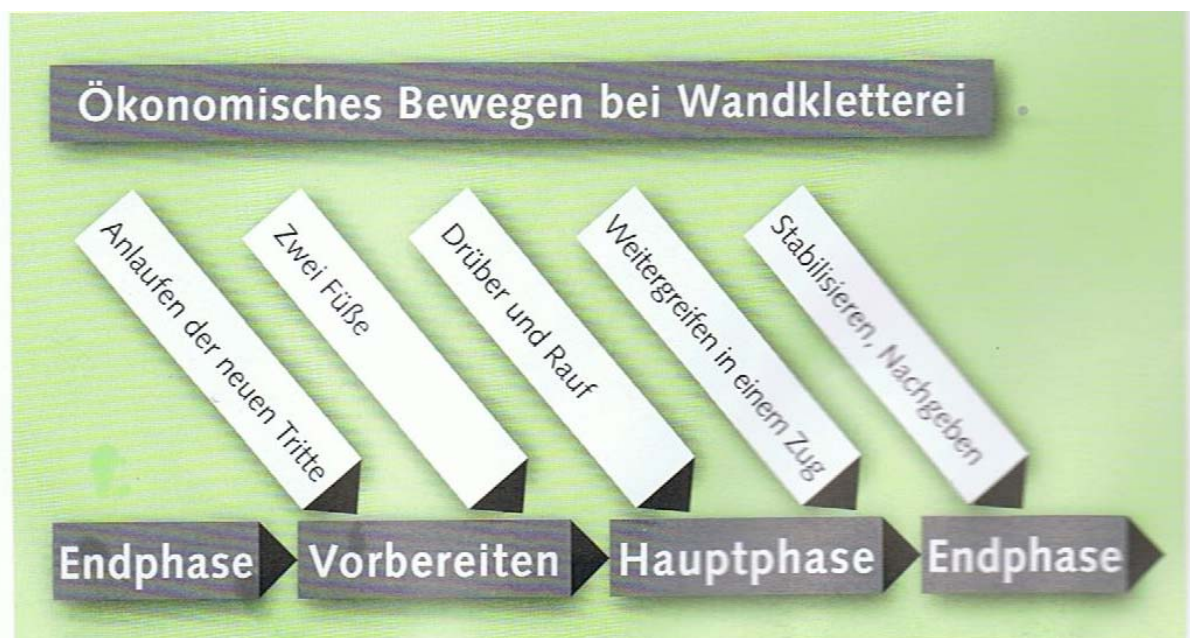 Ökonomisches Bewegen bei Wandkletterei
Anlaufen der neuen Tritte
Zwei Füße
Drüber und Rauf
Weitergreifen in einem Zug
Stabilisieren, Nachgeben
Endphase
Vorbereiten
Hauptphase
Endphase